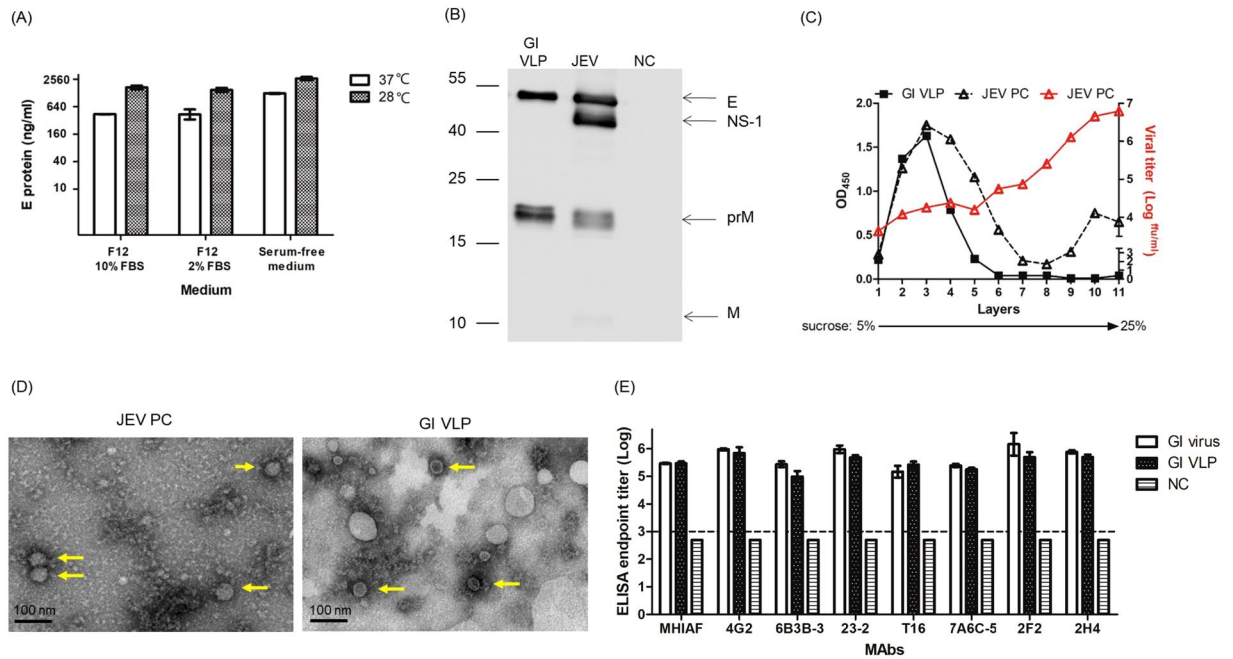 (A)
E protein (ng/ml)
2560
640
160
40
10
37℃
28℃
F12
10% FBS
F12
2% FBS
Serum-free
medium
Medium
(B)
GI
VLP
JEV
NC
55
40
25
15
10
E
NS-1
prM
M
(C)
GI VLP
JEV PC
JEV PC
OD450
2.0
1.5
1.0
0.5
0.0
7
6
5
4
3
2
1
0
Viral titer (Log ffu/ml)
1 2 3 4 5 6 7 8 9 10 11
Layers
sucrose: 5%
25%
(D)
JEV PC
GI VLP
100 nm
100 nm
(E)
ELISA endpoint titer (Log)
6
5
4
3
2
1
0
GI virus
GI VLP
NC
MHIAF 4G2 6B3B-3 23-2 T16 7A6C-5 2F2 2H4
MAbs